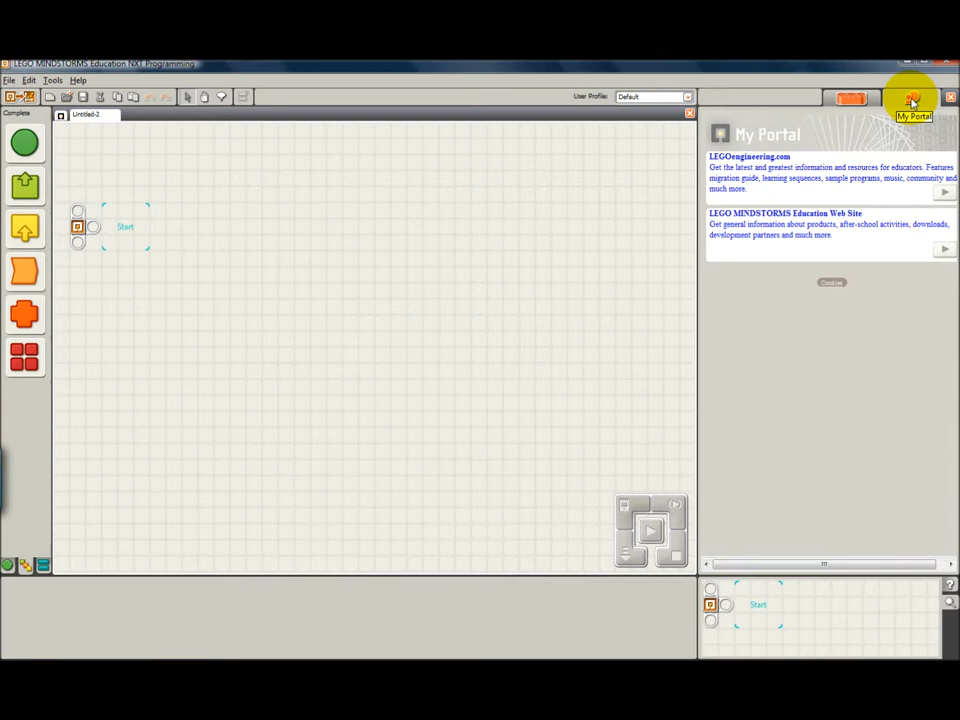 LEGO MINDSTORMS Education NXT Programming
File Edit Tools Help
User Profile: Default
Complete
Untitled-2
My Portal
My Portal
LEGOengineering.com
Get the latest and greatest information and resources for educators. Features
migration guide, learning sequences, sample programs, music, community and
much more.
LEGO MINDSTORMS Education Web Site
Get general information about products, after-school activities, downloads,
development partners and much more.
Start
Cookies
Start